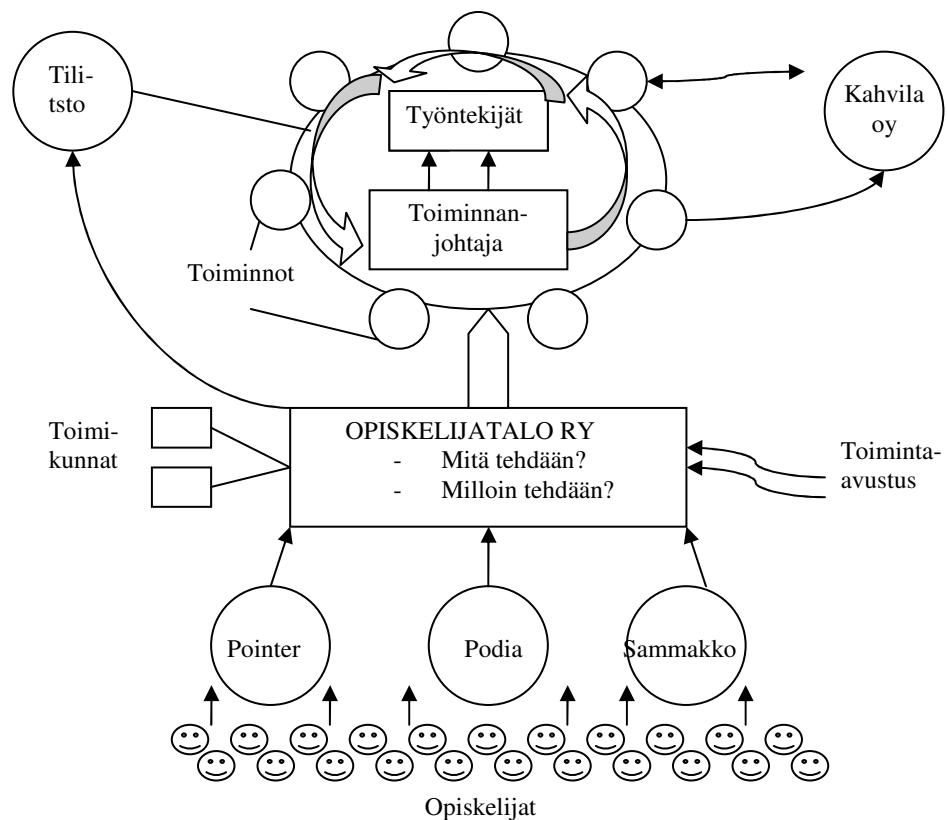 Tili-
tsto
Työntekijät
Kahvila
oy
Toiminnan-
johtaja
Toiminnot
OPISKELIJATALO RY
- Mitä tehdään?
- Milloin tehdään?
Toimi-
kunnat
Toiminta-
avustus
Pointer
Podia
Sammakko
Opiskelijat